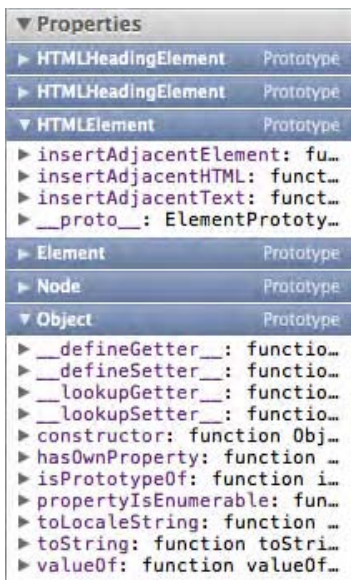 Properties
HTMLHeadingElement Prototype
HTMLHeadingElement Prototype
HTMLElement Prototype
insertAdjacentElement: fu…
insertAdjacentHTML: funct…
insertAdjacentText: funct…
__proto__: ElementPrototy…
Element Prototype
Node Prototype
Object Prototype
__defineGetter__: functio…
__defineSetter__: functio…
__lookupGetter__: functio…
__lookupSetter__: functio…
constructor: function Obj…
hasOwnProperty: function …
isPrototypeOf: function i…
propertyIsEnumerable: fun…
toLocaleString: function …
toString: function toStri…
valueOf: function valueOf…